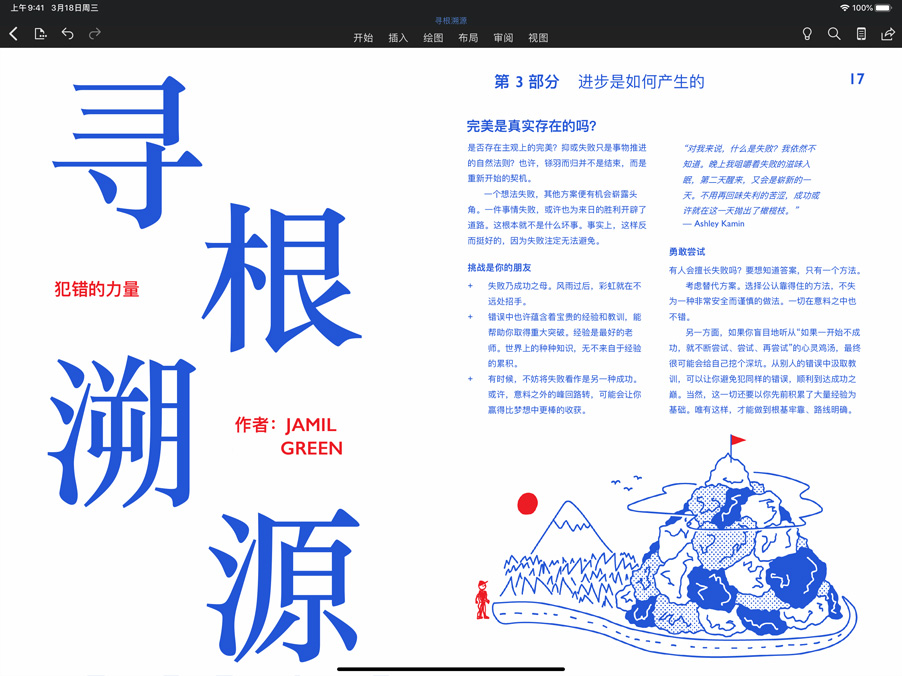 上午9:41 3月18日周三
100%
寻根溯源
开始 插入 绘图 布局 审阅 视图
寻
根
犯错的力量
溯
作者：JAMIL
GREEN
源
第 3 部分 进步是如何产生的
17
完美是真实存在的吗?
是否存在主观上的完美？抑或失败只是事物推进
的自然法则？也许，铩羽而归并不是结束，而是
重新开始的契机。
一个想法失败，其他方案便有机会崭露头
角。一件事情失败，或许也为来日的胜利开辟了
道路。这根本就不是什么坏事。事实上，这样反
而挺好的，因为失败注定无法避免。
挑战是你的朋友
+ 失败乃成功之母。风雨过后，彩虹就在不
远处招手。
+ 错误中也许蕴含着宝贵的经验和教训，能
帮助你取得重大突破。经验是最好的老
师。世界上的种种知识，无不来自于经验
的累积。
+ 有时候，不妨将失败看作是另一种成功。
或许，意料之外的峰回路转，可能会让你
赢得比梦想中更棒的收获。
“对我来说，什么是失败？我依然不
知道。晚上我咀嚼着失败的滋味入
眠，第二天醒来，又会是崭新的一
天。不用再回味失利的苦涩，成功或
许就在这一天抛出了橄榄枝。”
— Ashley Kamin
勇敢尝试
有人会擅长失败吗？要想知道答案，只有一个方法。
考虑替代方案。选择公认靠得住的方法，不失
为一种非常安全而谨慎的做法。一切在意料之中也
不错。
另一方面，如果你盲目地听从“如果一开始不成
功，就不断尝试、尝试、再尝试”的心灵鸡汤，最终
很可能会给自己挖个深坑。从别人的错误中汲取教
训，可以让你避免犯同样的错误，顺利到达成功之
巅。当然，这一切还要以你先前积累了大量经验为
基础。唯有这样，才能做到根基牢靠、路线明确。